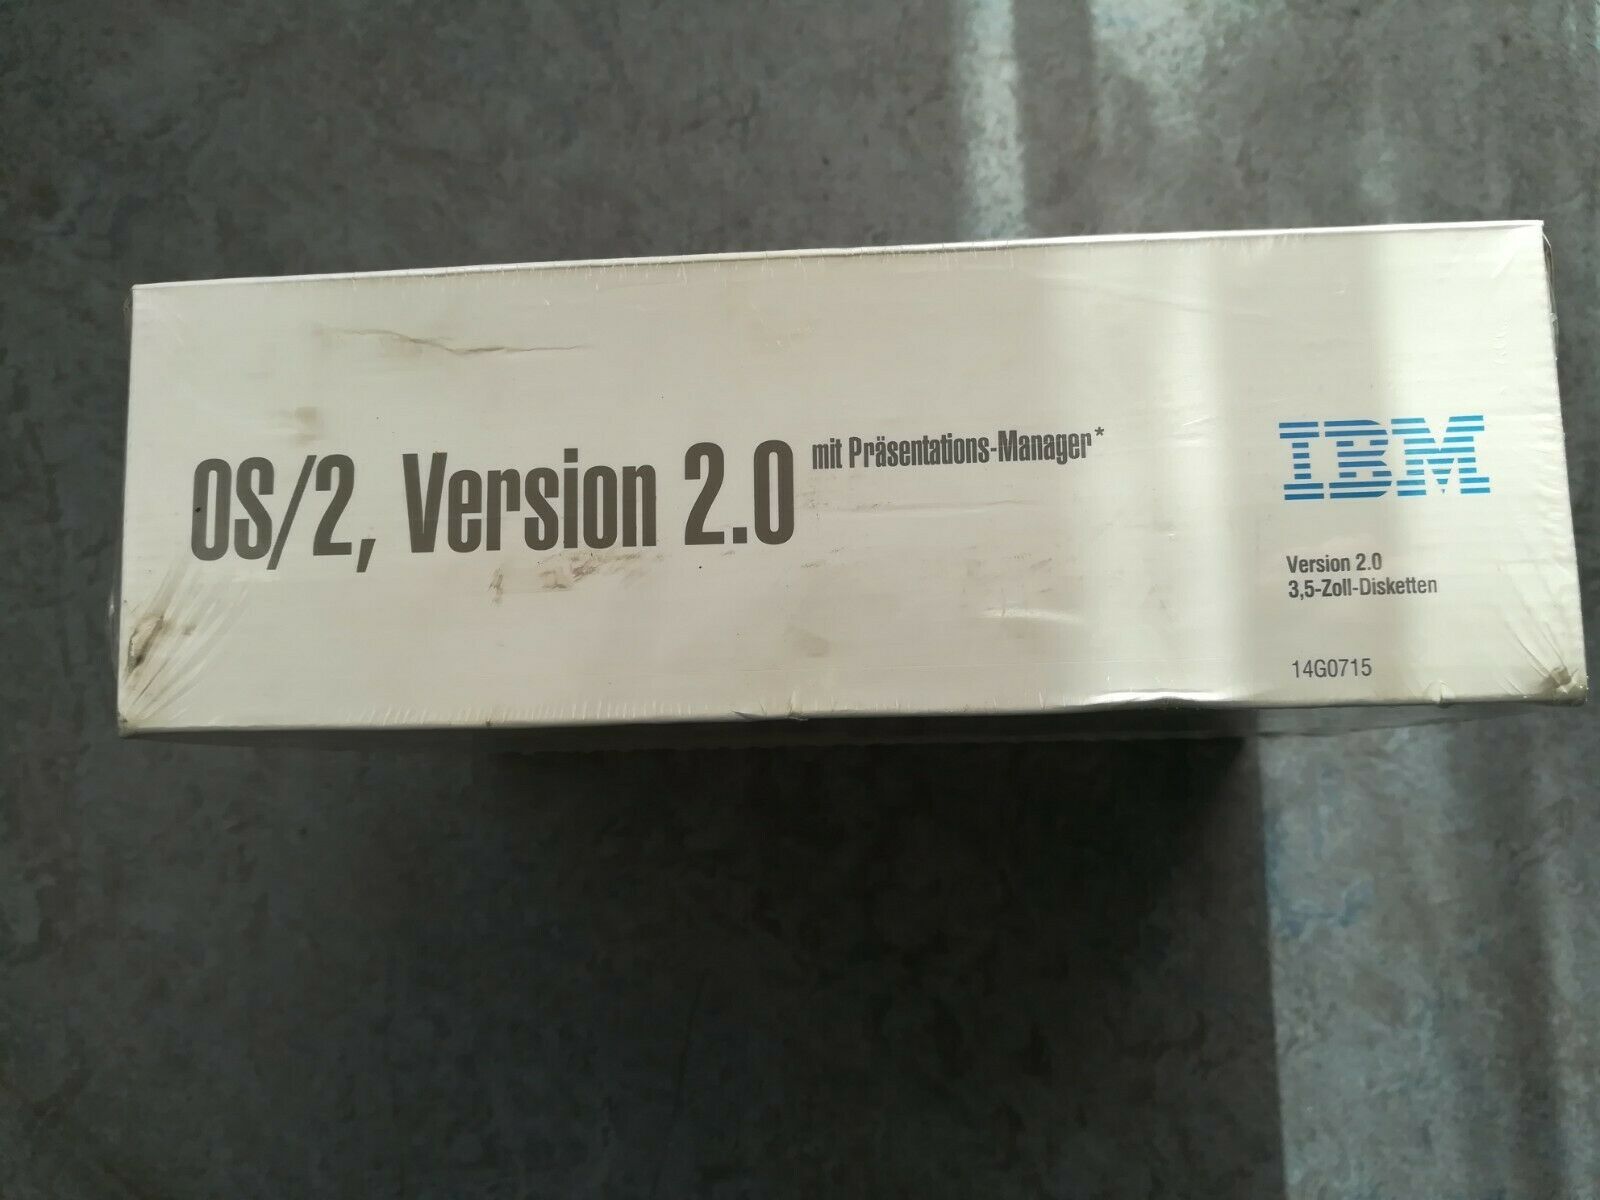 OS/2, Version 2.0 mit Präsentations-Manager*
IBM
Version 2.0
3,5-Zoll-Disketten
14G0715